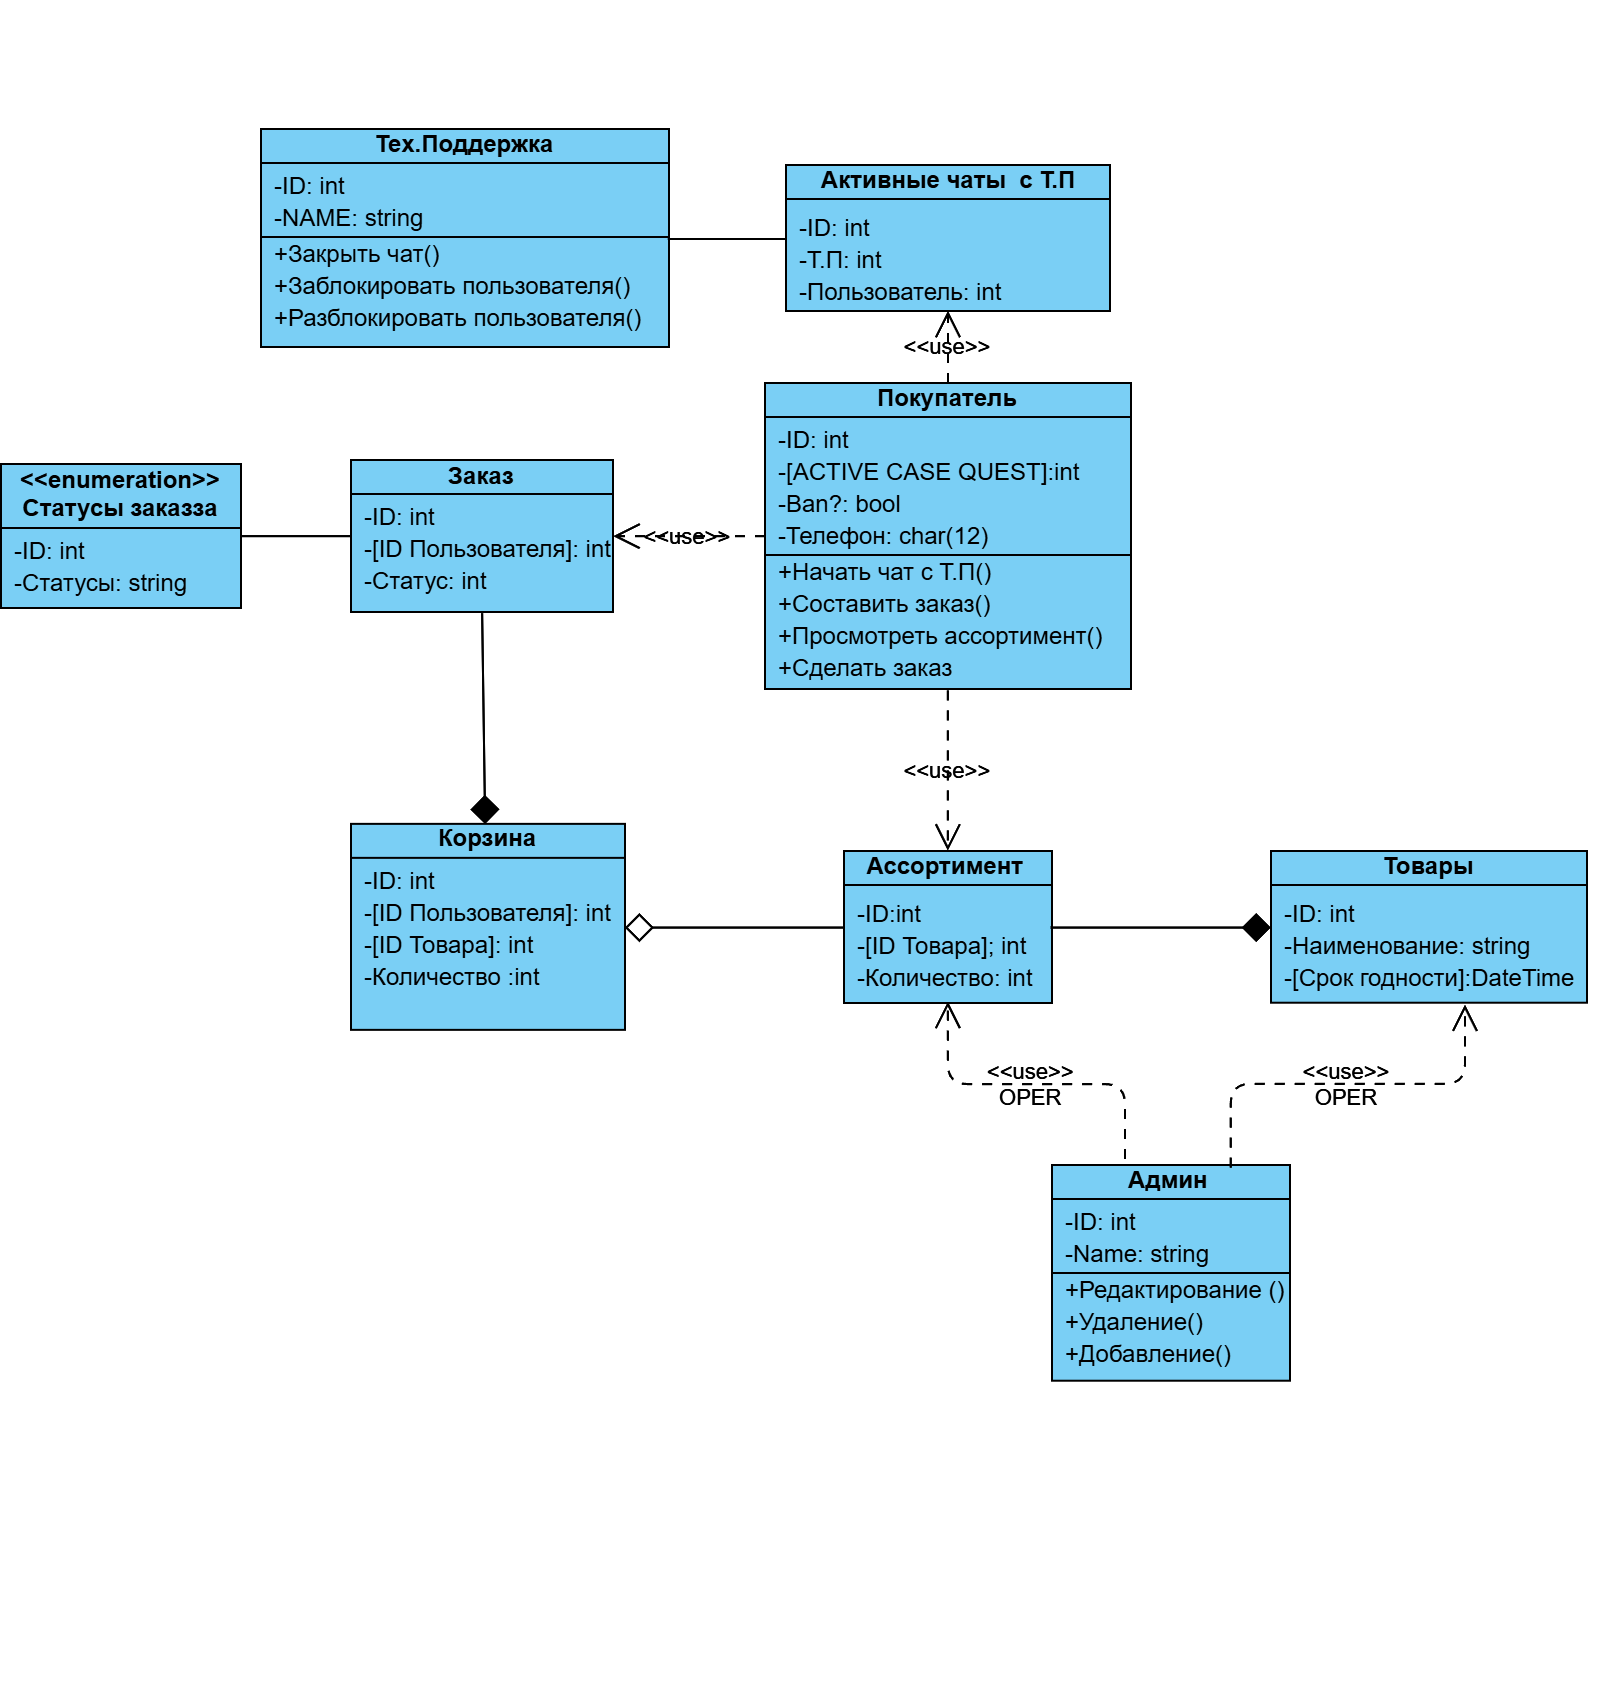 Тех.Поддержка
-ID: int
-NAME: string
+Закрыть чат()
+Заблокировать пользователя()
+Разблокировать пользователя()
Активные чаты  с Т.П
-ID: int
-Т.П: int
-Пользователь: int
<<use>>
Покупатель
-ID: int
-[ACTIVE CASE QUEST]:int
-Ban?: bool
-Телефон: char(12)
+Начать чат с Т.П()
+Составить заказ()
+Просмотреть ассортимент()
+Сделать заказ
<<enumeration>>
Статусы заказза
-ID: int
-Статусы: string
Заказ
-ID: int
-[ID Пользователя]: int
-Статус: int
<<use>>
<<use>>
Корзина
-ID: int
-[ID Пользователя]: int
-[ID Товара]: int
-Количество :int
Ассортимент
-ID:int
-[ID Товара]; int
-Количество: int
Товары
-ID: int
-Наименование: string
-[Срок годности]:DateTime
<<use>>
OPER
<<use>>
OPER
Админ
-ID: int
-Name: string
+Редактирование ()
+Удаление()
+Добавление()